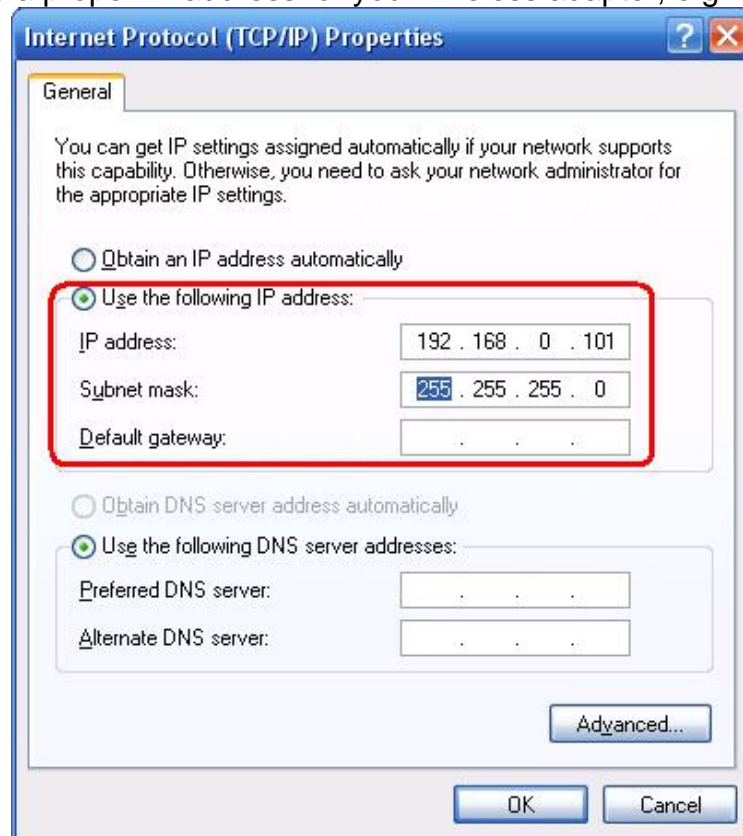 Internet Protocol (TCP/IP) Properties
General
You can get IP settings assigned automatically if your network supports
this capability. Otherwise, you need to ask your network administrator for
the appropriate IP settings.
Obtain an IP address automatically
Use the following IP address:
IP address: 192 . 168 . 0 . 101
Subnet mask: 255 . 255 . 255 . 0
Default gateway: . . .
Obtain DNS server address automatically
Use the following DNS server addresses:
Preferred DNS server: . . .
Alternate DNS server: . . .
Advanced...
OK Cancel